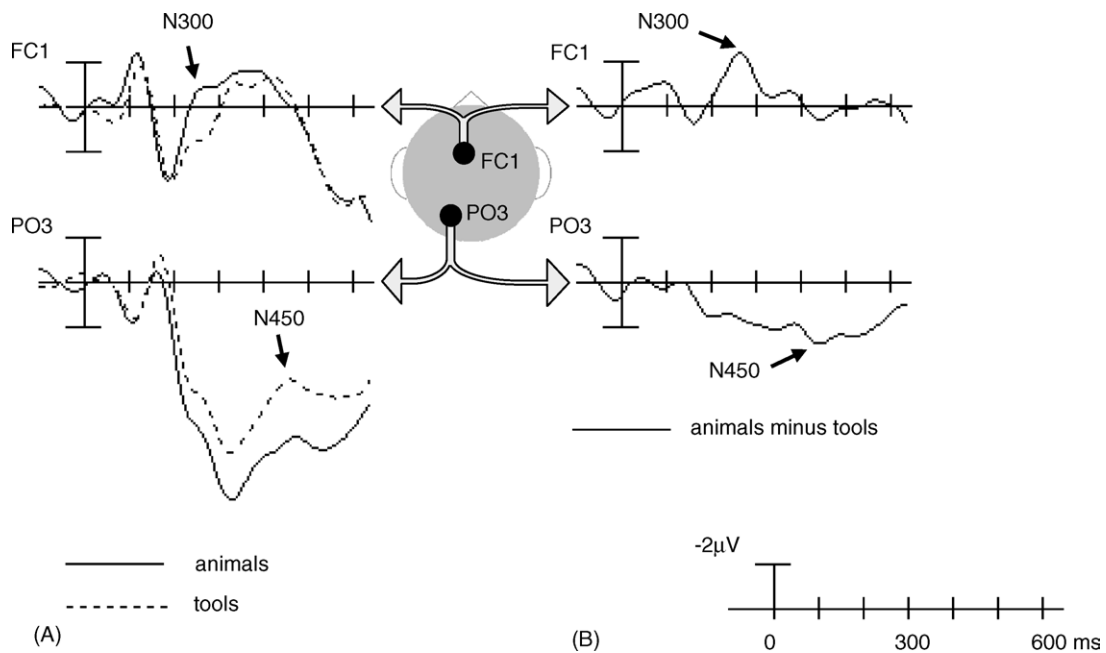 N300
FC1
N300
FC1
FC1
PO3
PO3
PO3
N450
N450
animals minus tools
-2μV
animals
tools
(A)
(B)
0 300 600 ms